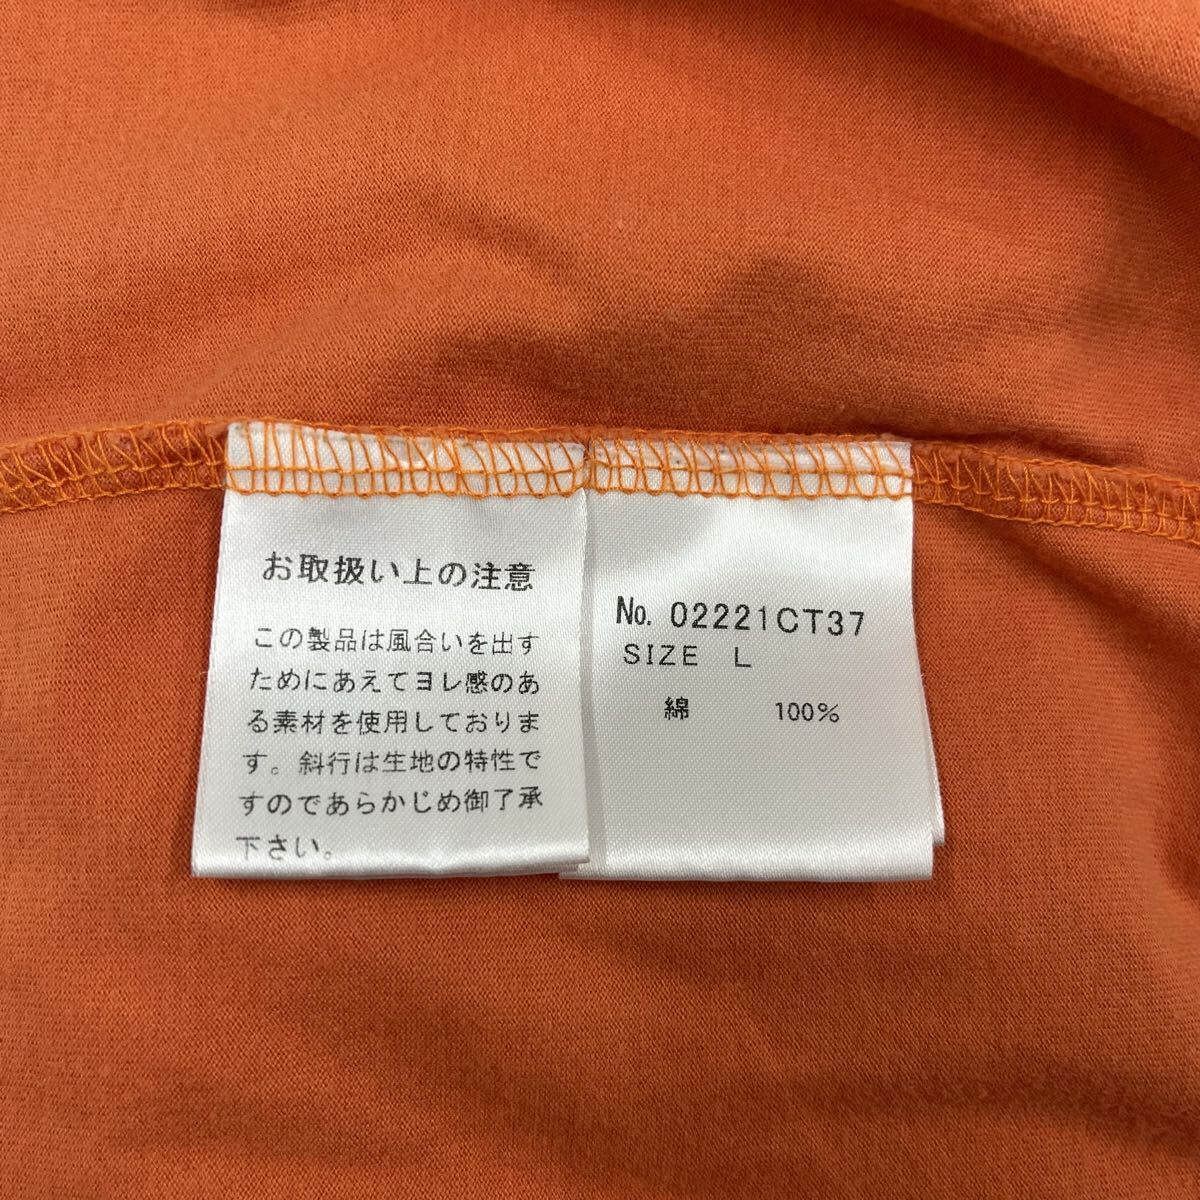 お取扱い上の注意
この製品は風合いを出す
ためにあえてヨレ感のあ
る素材を使用しておりま
す。斜行は生地の特性で
すのであらかじめ御了承
下さい。
No. 02221CT37
SIZE L
綿 100%